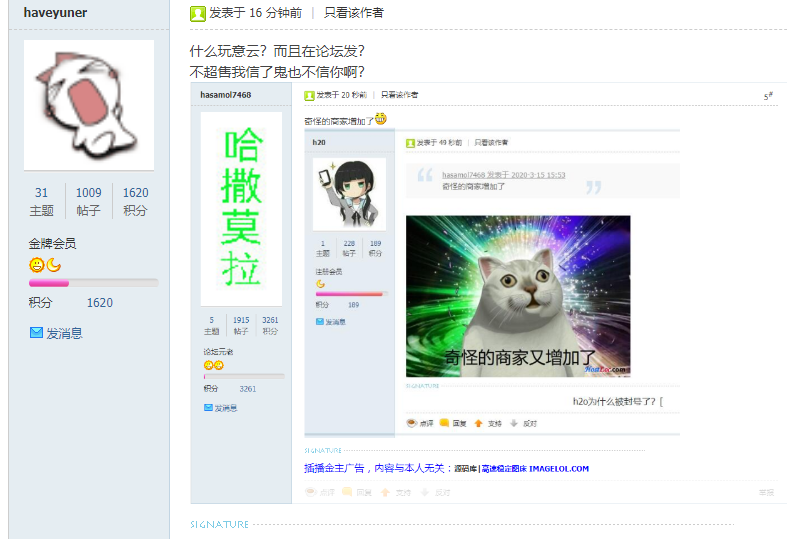 haveyuner
发表于 16 分钟前 | 只看该作者
什么玩意云？而且在论坛发？
不超售我信了鬼也不信你啊？
31 1009 1620
主题 帖子 积分
金牌会员
积分 1620
发消息
hasamol7468
发表于 20 秒前 | 只看该作者
5#
哈
撒
莫
拉
5 1915 3261
主题 帖子 积分
论坛元老
积分 3261
发消息
奇怪的商家增加了
h20
发表于 49 秒前 | 只看该作者
1 228 189
主题 帖子 积分
注册会员
积分 189
发消息
hasamol7468 发表于 2020-3-15 15:53
奇怪的商家增加了
奇怪的商家又增加了
HostLoc.com
SIGNATURE
h2o为什么被封号了？[
点评 回复 支持 反对
SIGNATURE
插播金主广告，内容与本人无关：源码库|高速稳定图床 IMAGELOL.COM
点评 回复 支持 反对
举报
SIGNATURE